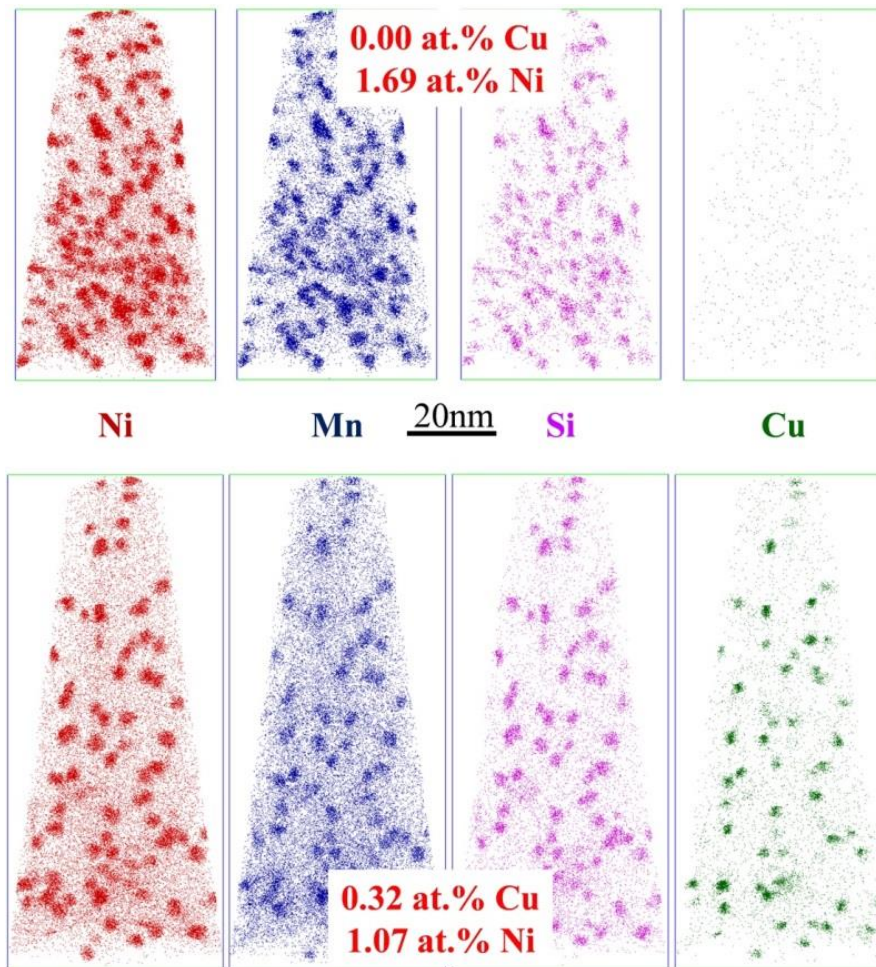 0.00 at.% Cu
1.69 at.% Ni
Ni Mn 20nm Si Cu
0.32 at.% Cu
1.07 at.% Ni